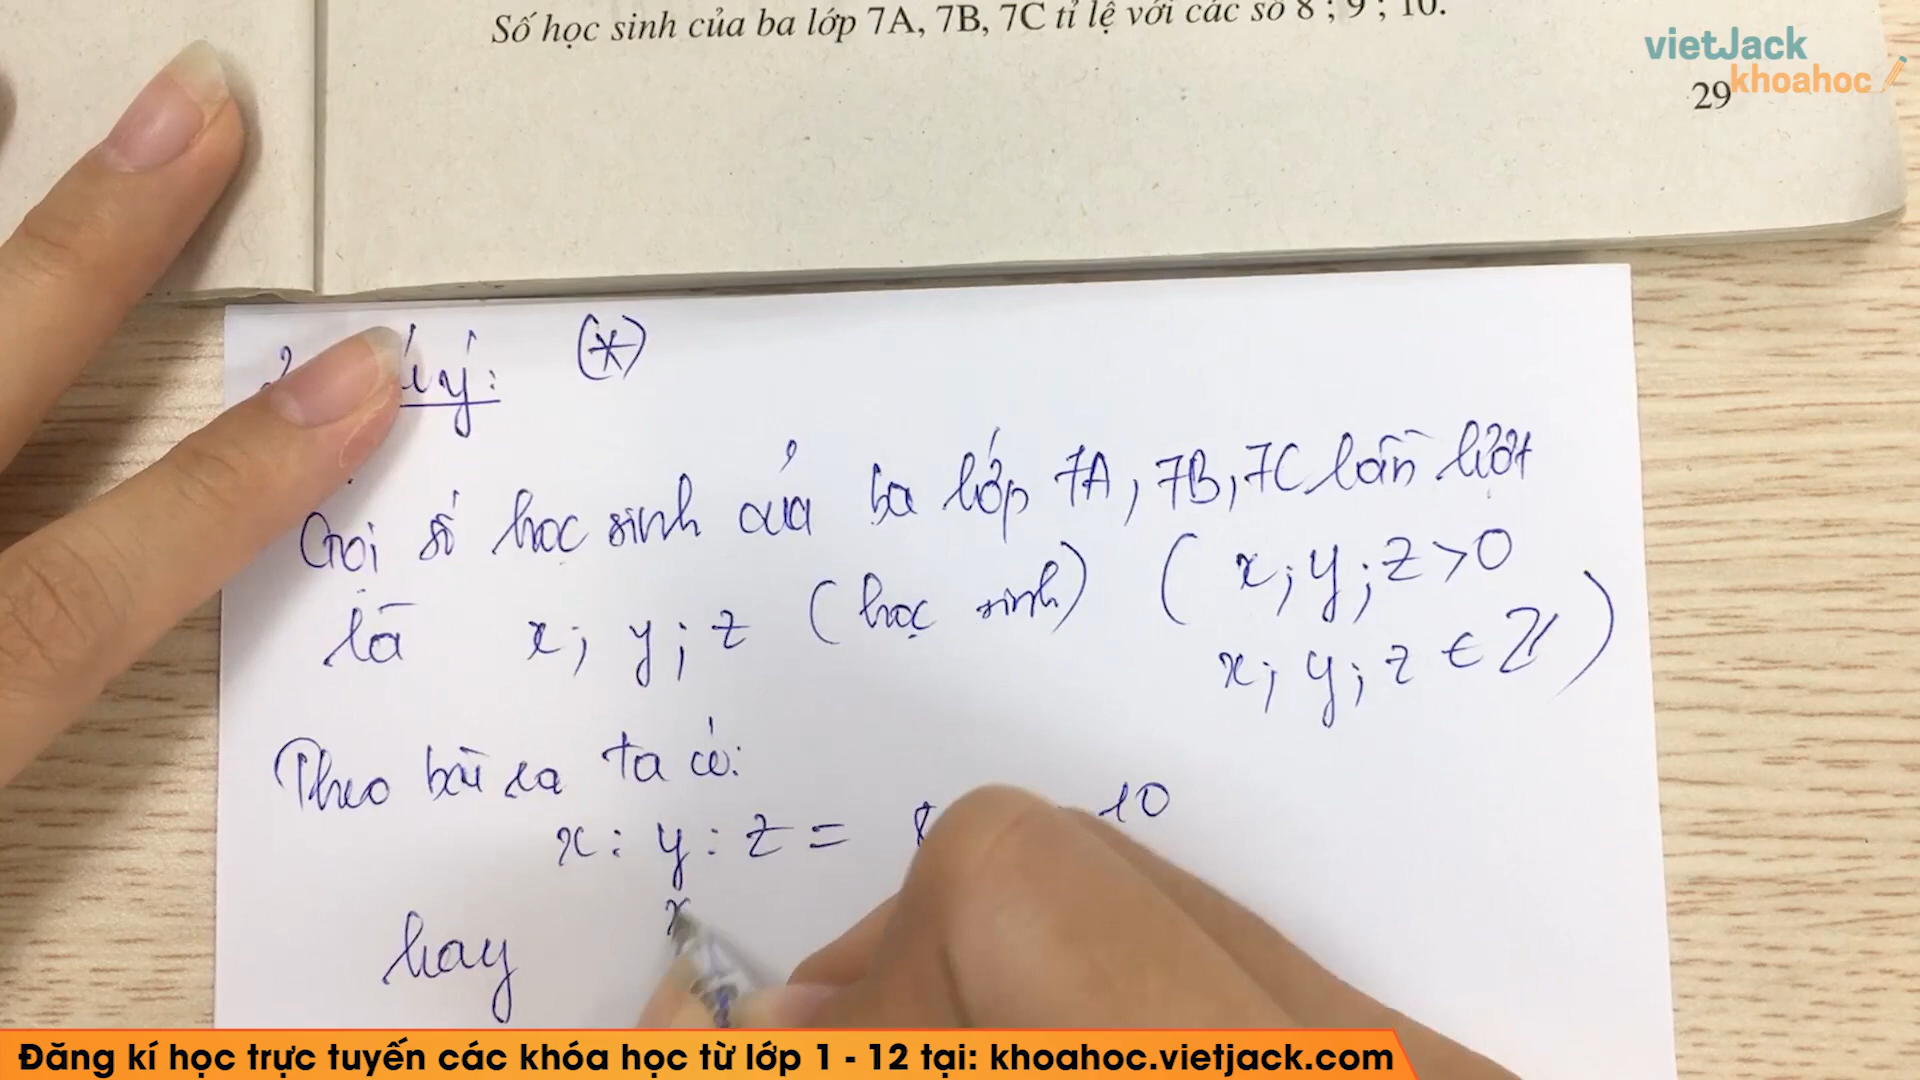 Số học sinh của ba lớp 7A, 7B, 7C tỉ lệ với các số 8 ; 9 ; 10.
vietJack
khoahoc
29
ý: (*)
Gọi số học sinh của ba lớp 7A, 7B, 7C lần lượt
là x; y; z (học sinh) ( x; y; z > 0
x; y; z ∈ Z )
Theo bài ra ta có:
x : y : z = 8 10
hay x
Đăng kí học trực tuyến các khóa học từ lớp 1 - 12 tại: khoahoc.vietjack.com